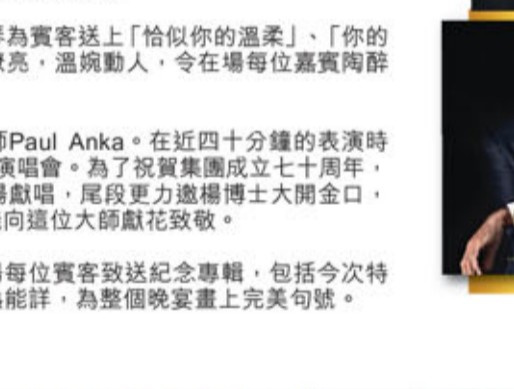 為賓客送上「恰似你的溫柔」、「你的
亮，溫婉動人，令在場每位嘉賓陶醉
師Paul Anka。在近四十分鐘的表演時
演唱會。為了祝賀集團成立七十周年，
場獻唱，尾段更力邀楊博士大開金口，
向這位大師獻花致敬。
每位賓客致送紀念專輯，包括今次特
能詳，為整個晚宴畫上完美句號。